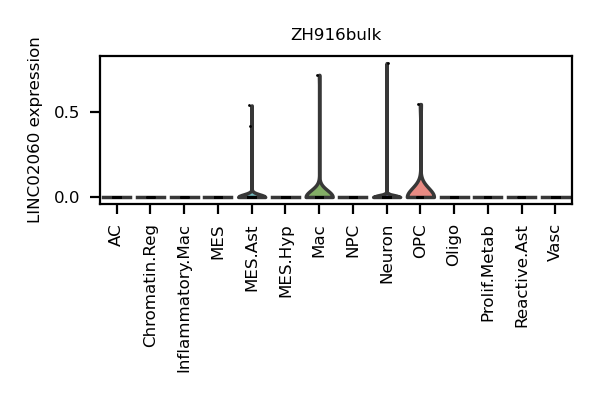 ZH916bulk
LINC02060 expression
0.5
0.0
AC
Chromatin.Reg
Inflammatory.Mac
MES
MES.Ast
MES.Hyp
Mac
NPC
Neuron
OPC
Oligo
Prolif.Metab
Reactive.Ast
Vasc